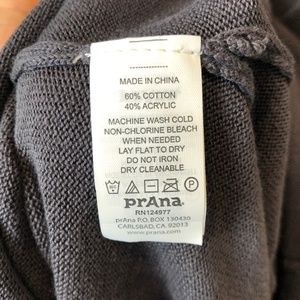 MADE IN CHINA
60% COTTON
40% ACRYLIC
MACHINE WASH COLD
NON-CHLORINE BLEACH
WHEN NEEDED
LAY FLAT TO DRY
DO NOT IRON
DRY CLEANABLE
prAna
RN124977
prAna P.O. BOX 130430
CARLSBAD, CA. 92013
www.prana.com